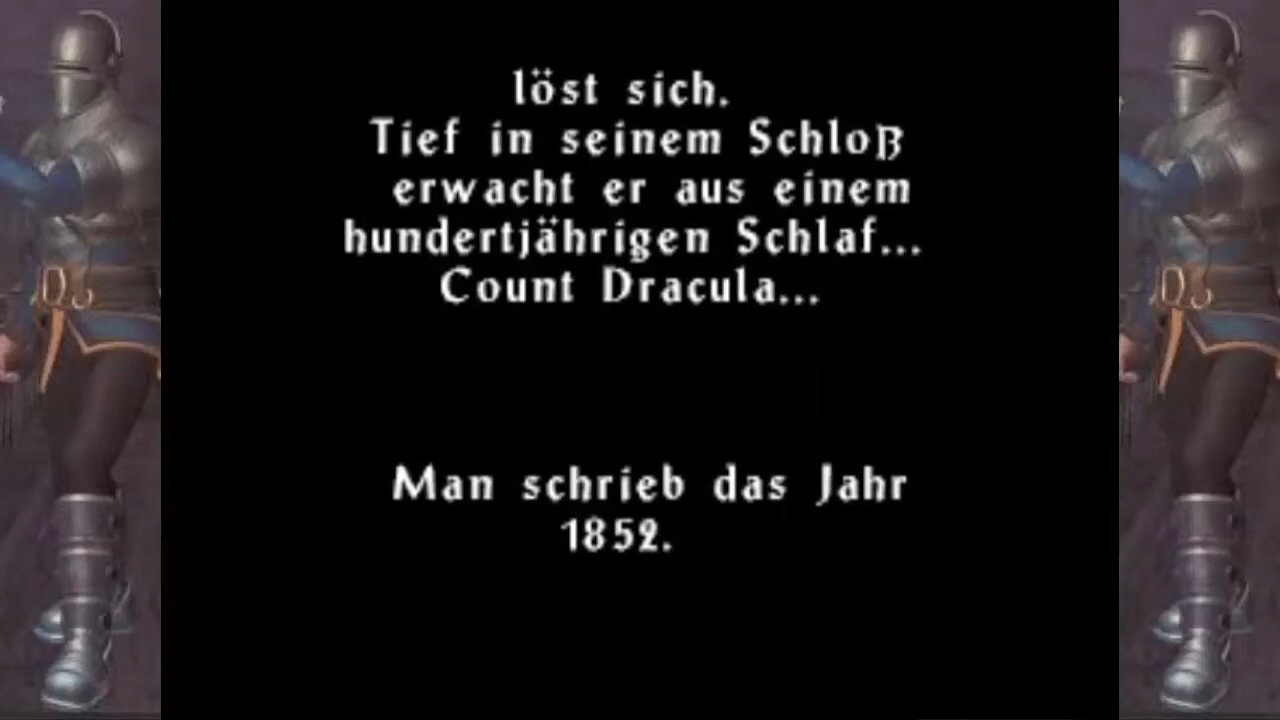 löst sich.
Tief in seinem Schloß
erwacht er aus einem
hundertjährigen Schlaf...
Count Dracula...
Man schrieb das Jahr
1852.